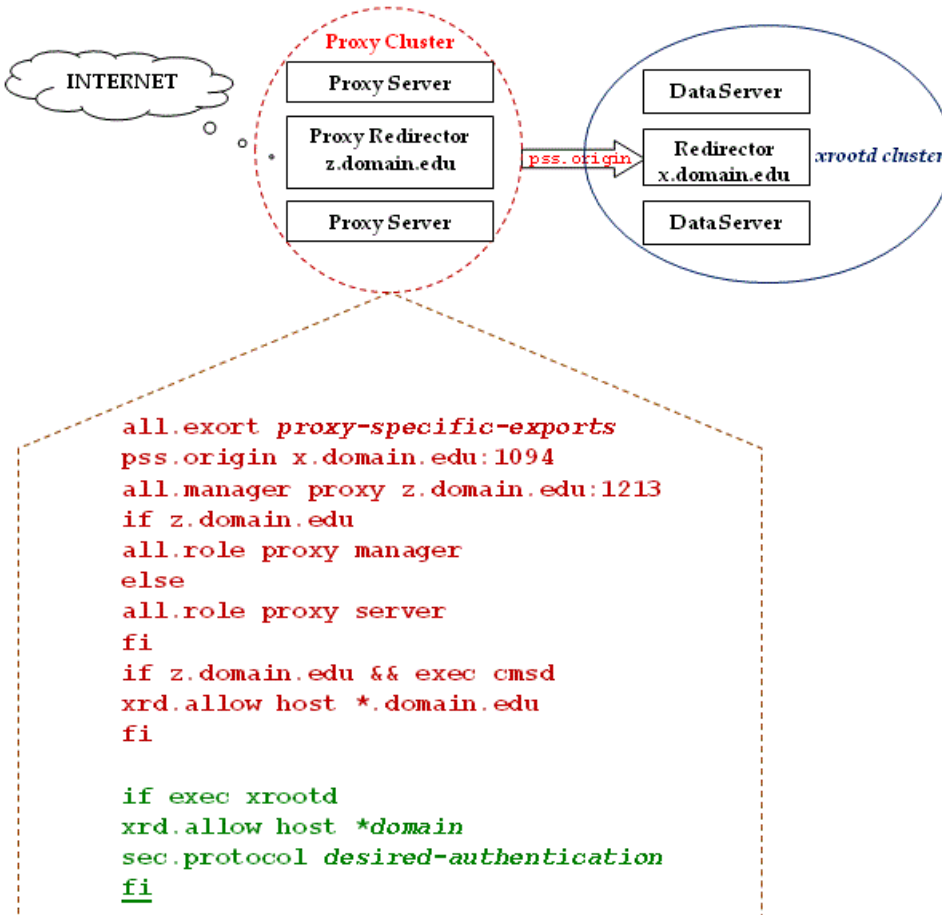 Proxy Cluster
INTERNET
Proxy Server
Proxy Redirector
z.domain.edu
Proxy Server
pss.origin
DataServer
Redirector
x.domain.edu
DataServer
xrootd cluster
all.exort proxy-specific-exports
pss.origin x.domain.edu:1094
all.manager proxy z.domain.edu:1213
if z.domain.edu
all.role proxy manager
else
all.role proxy server
fi
if z.domain.edu && exec cmsd
xrd.allow host *.domain.edu
fi
if exec xrootd
xrd.allow host *domain
sec.protocol desired-authentication
fi